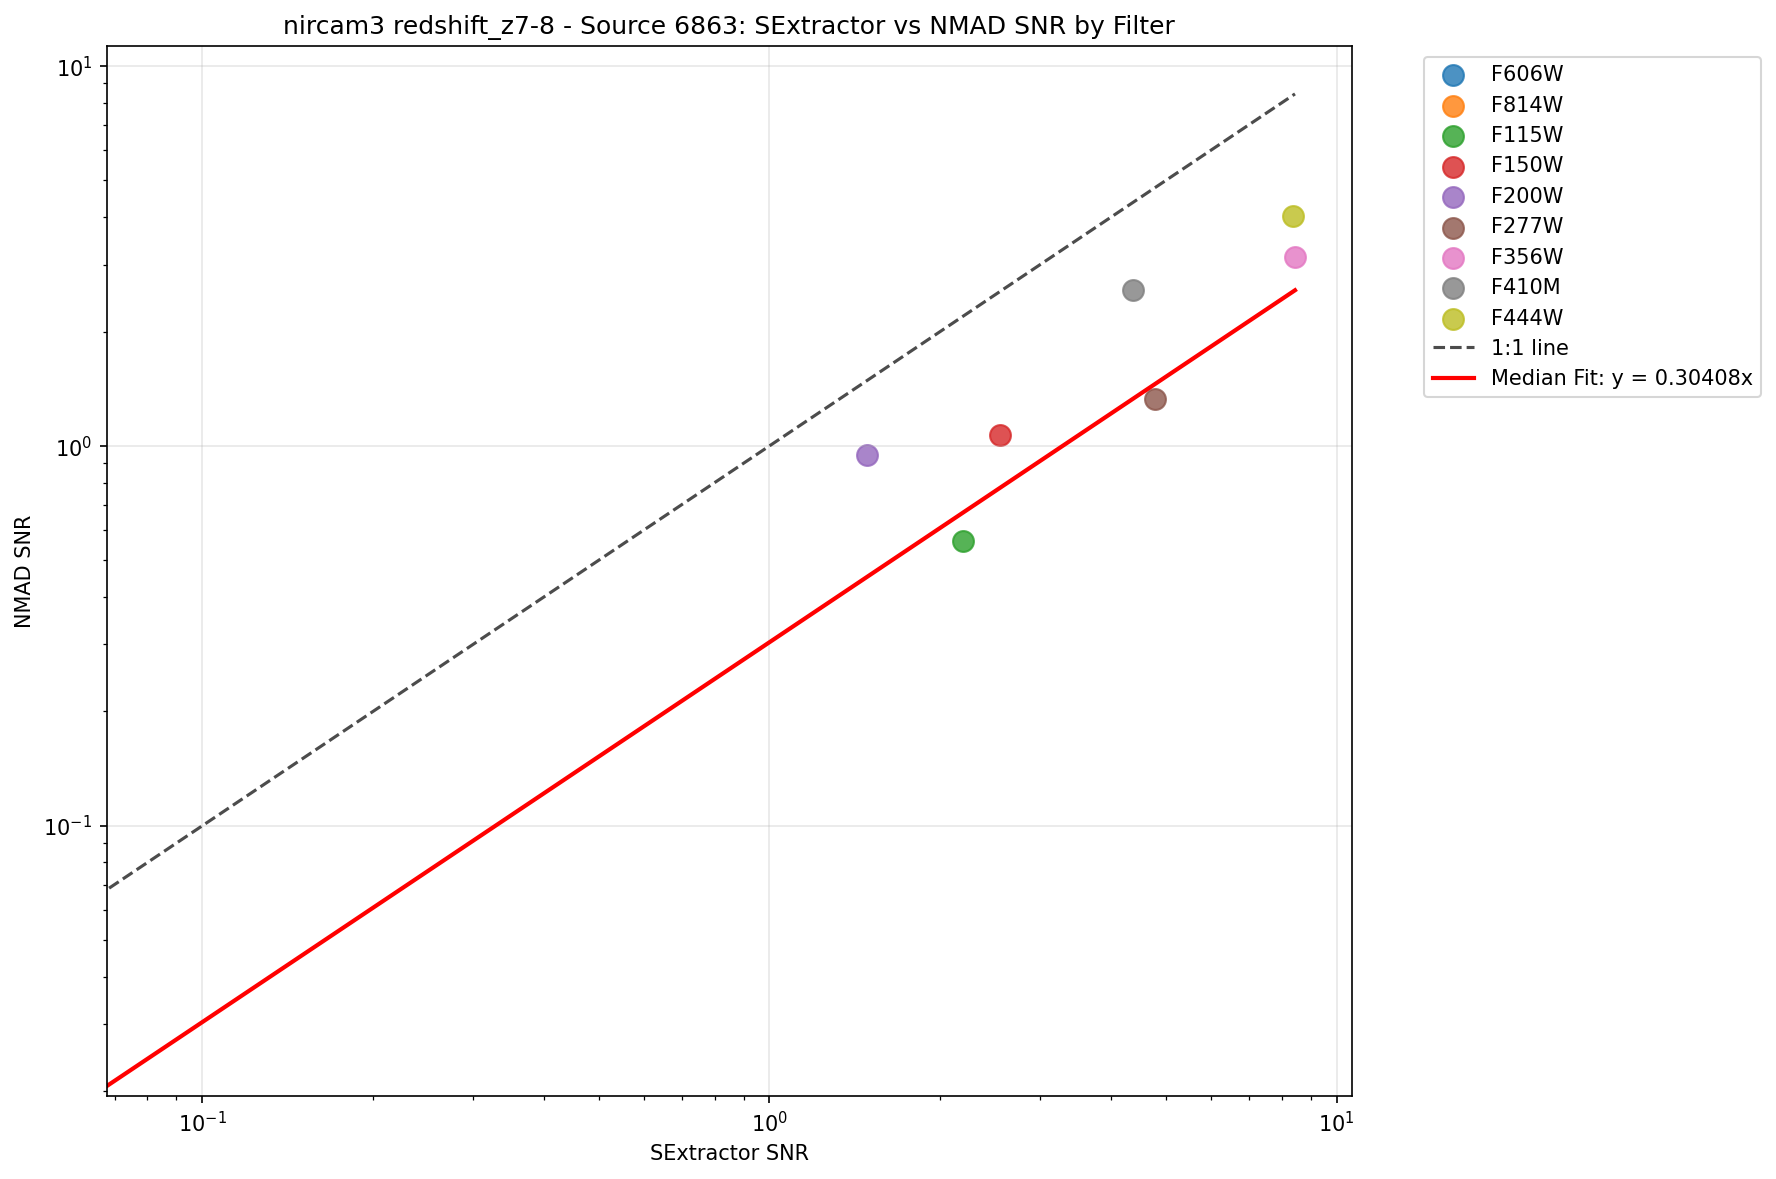 nircam3 redshift_z7-8 - Source 6863: SExtractor vs NMAD SNR by Filter
10¹
10⁰
10⁻¹
NMAD SNR
10⁻¹
10⁰
10¹
SExtractor SNR
F606W
F814W
F115W
F150W
F200W
F277W
F356W
F410M
F444W
1:1 line
Median Fit: y = 0.30408x